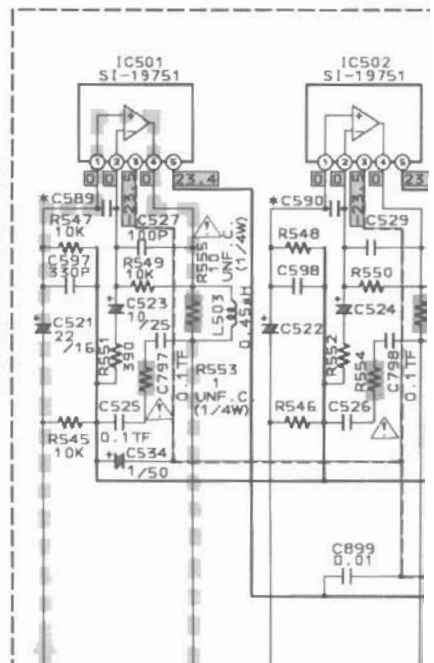 IC501
SI-19751
IC502
SI-19751
1 2 3 4 5
1 2 3 4 5
0 0 -23.5 0 23.4
0 0 -23.5 0
*C589
C527
100P
R547
10K
C597
330P
R549
10K
R555
10
UNF.C.
(1/4W)
C523
10/25
C521
22/16
R551
390
C797
0.1TF
L503
0.45μH
R553
1
UNF.C.
(1/4W)
C525
0.1TF
R545
10K
C534
1/50
*C590
C529
R548
C598
R550
C524
C522
R552
R554
C798
0.1TF
R546
C526
C899
0.01